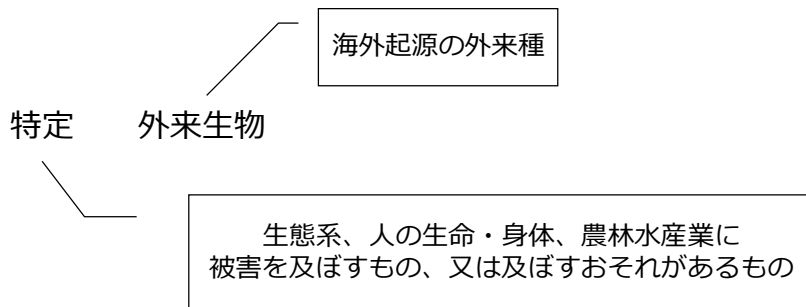 海外起源の外来種
特定 外来生物
生態系、人の生命・身体、農林水産業に
被害を及ぼすもの、又は及ぼすおそれがあるもの